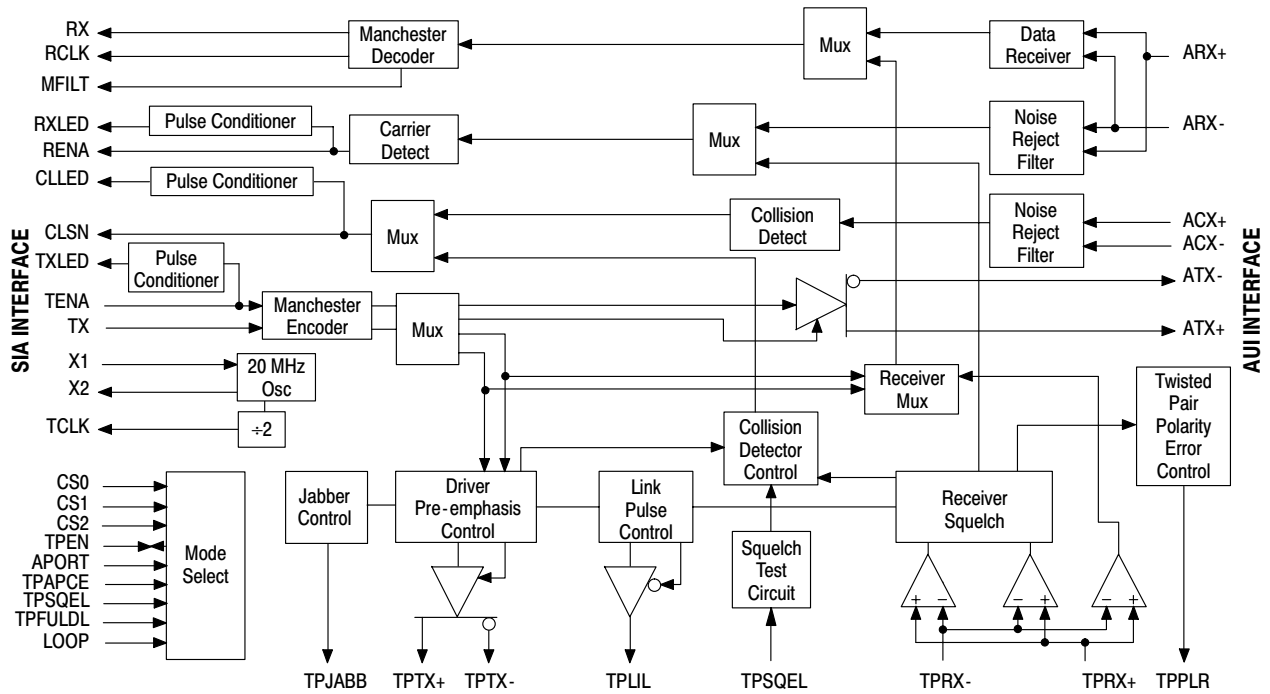 RX
RCLK
MFILT
RXLED
RENA
CLLED
CLSN
TXLED
TENA
TX
X1
X2
TCLK
SIA INTERFACE
Manchester
Decoder
Pulse Conditioner
Carrier
Detect
Pulse Conditioner
Pulse
Conditioner
Manchester
Encoder
20 MHz
Osc
÷2
Mux
Mux
Mux
Mux
Data
Receiver
Noise
Reject
Filter
Collision
Detect
Noise
Reject
Filter
ARX+
ARX-
ACX+
ACX-
ATX-
ATX+
AUI INTERFACE
Receiver
Mux
Twisted
Pair
Polarity
Error
Control
Collision
Detector
Control
CS0
CS1
CS2
TPEN
APORT
TPAPCE
TPSQEL
TPFULDL
LOOP
Mode
Select
Jabber
Control
Driver
Pre-emphasis
Control
Link
Pulse
Control
Squelch
Test
Circuit
Receiver
Squelch
+ −
− +
− +
TPJABB
TPTX+
TPTX-
TPLIL
TPSQEL
TPRX-
TPRX+
TPPLR